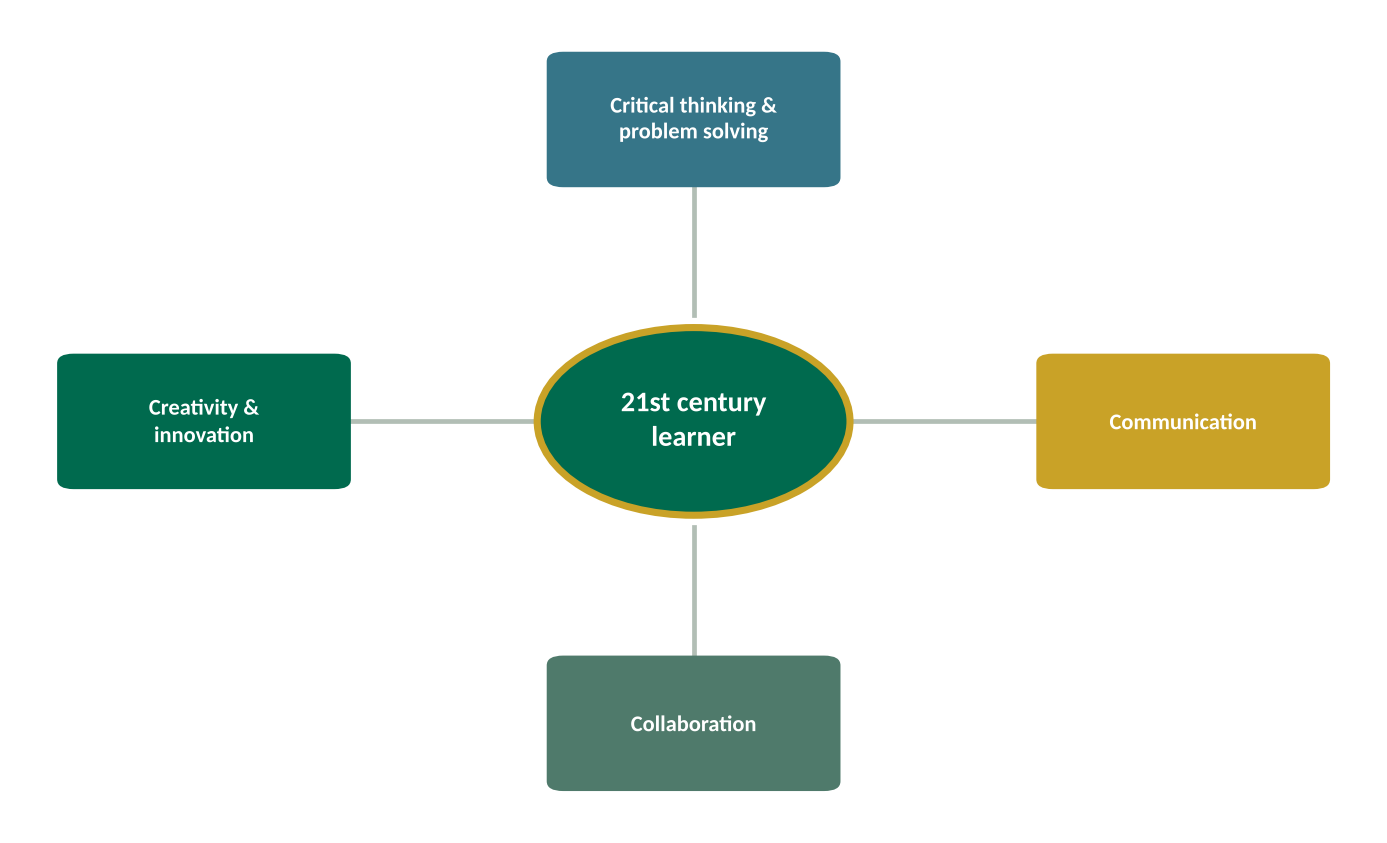 Critical thinking &
problem solving
Creativity &
innovation
21st century
learner
Communication
Collaboration